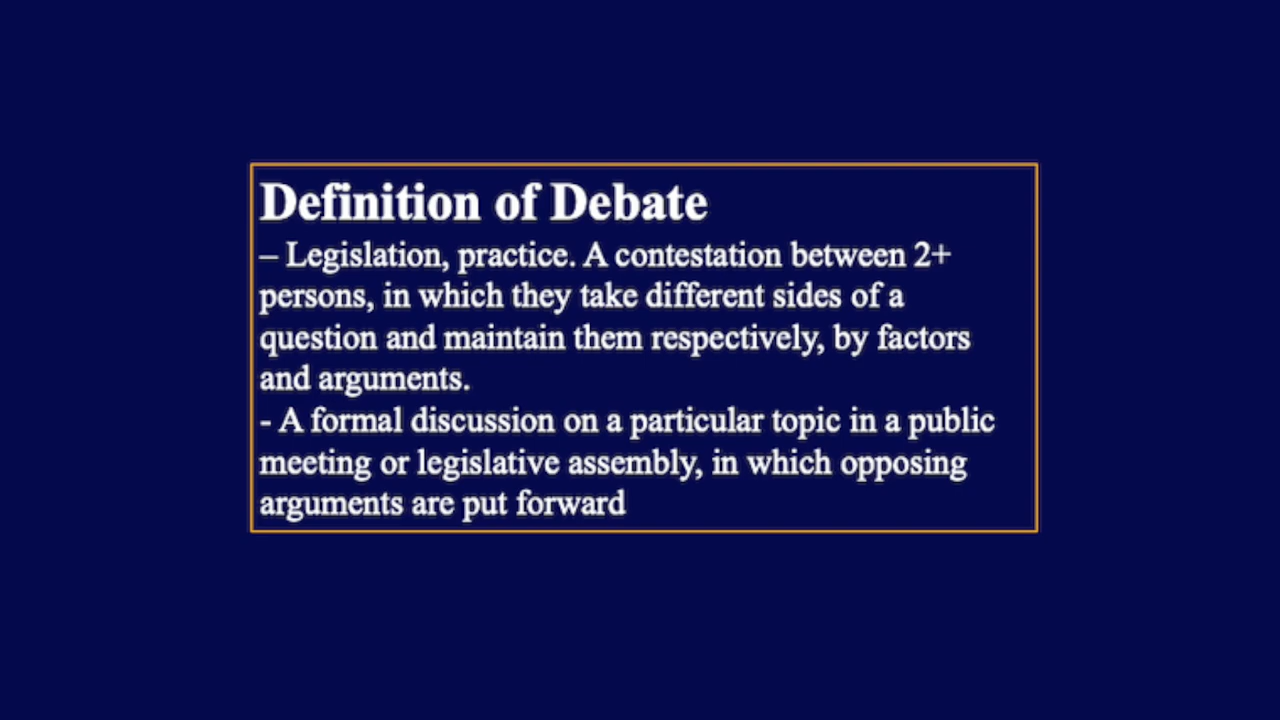 Definition of Debate
– Legislation, practice. A contestation between 2+
persons, in which they take different sides of a
question and maintain them respectively, by factors
and arguments.
- A formal discussion on a particular topic in a public
meeting or legislative assembly, in which opposing
arguments are put forward